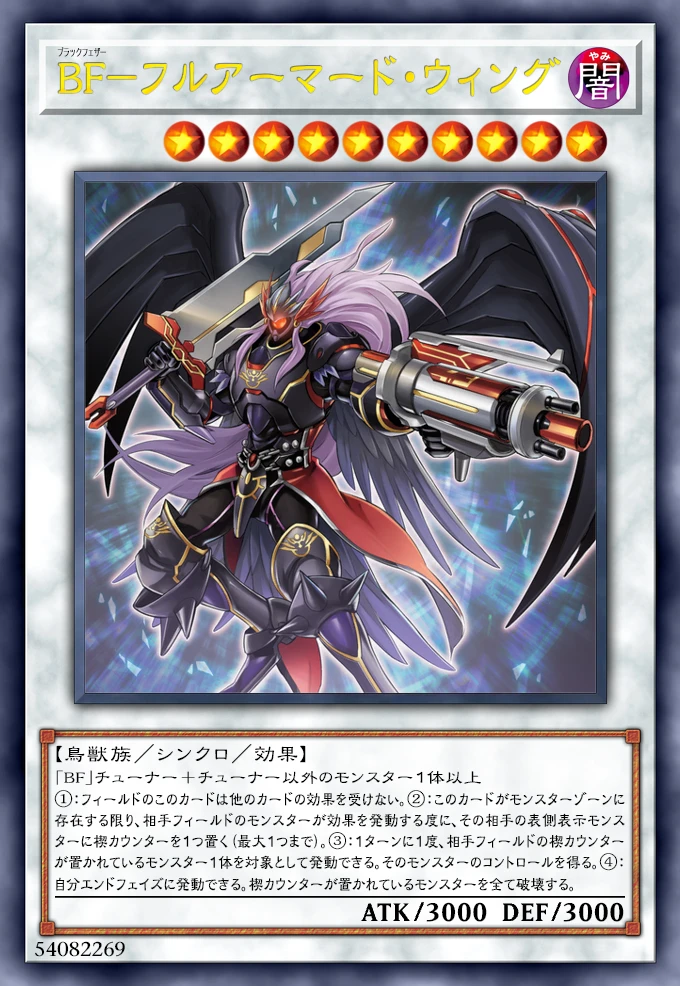 ブラックフェザー
BF－フルアーマード・ウィング
やみ
闇
【鳥獣族／シンクロ／効果】
「BF」チューナー＋チューナー以外のモンスター１体以上
①：フィールドのこのカードは他のカードの効果を受けない。②：このカードがモンスターゾーンに
存在する限り、相手フィールドのモンスターが効果を発動する度に、その相手の表側表示モンス
ターに楔カウンターを1つ置く（最大1つまで）。③：1ターンに1度、相手フィールドの楔カウンター
が置かれているモンスター1体を対象として発動できる。そのモンスターのコントロールを得る。④：
自分エンドフェイズに発動できる。楔カウンターが置かれているモンスターを全て破壊する。
ATK/3000 DEF/3000
54082269